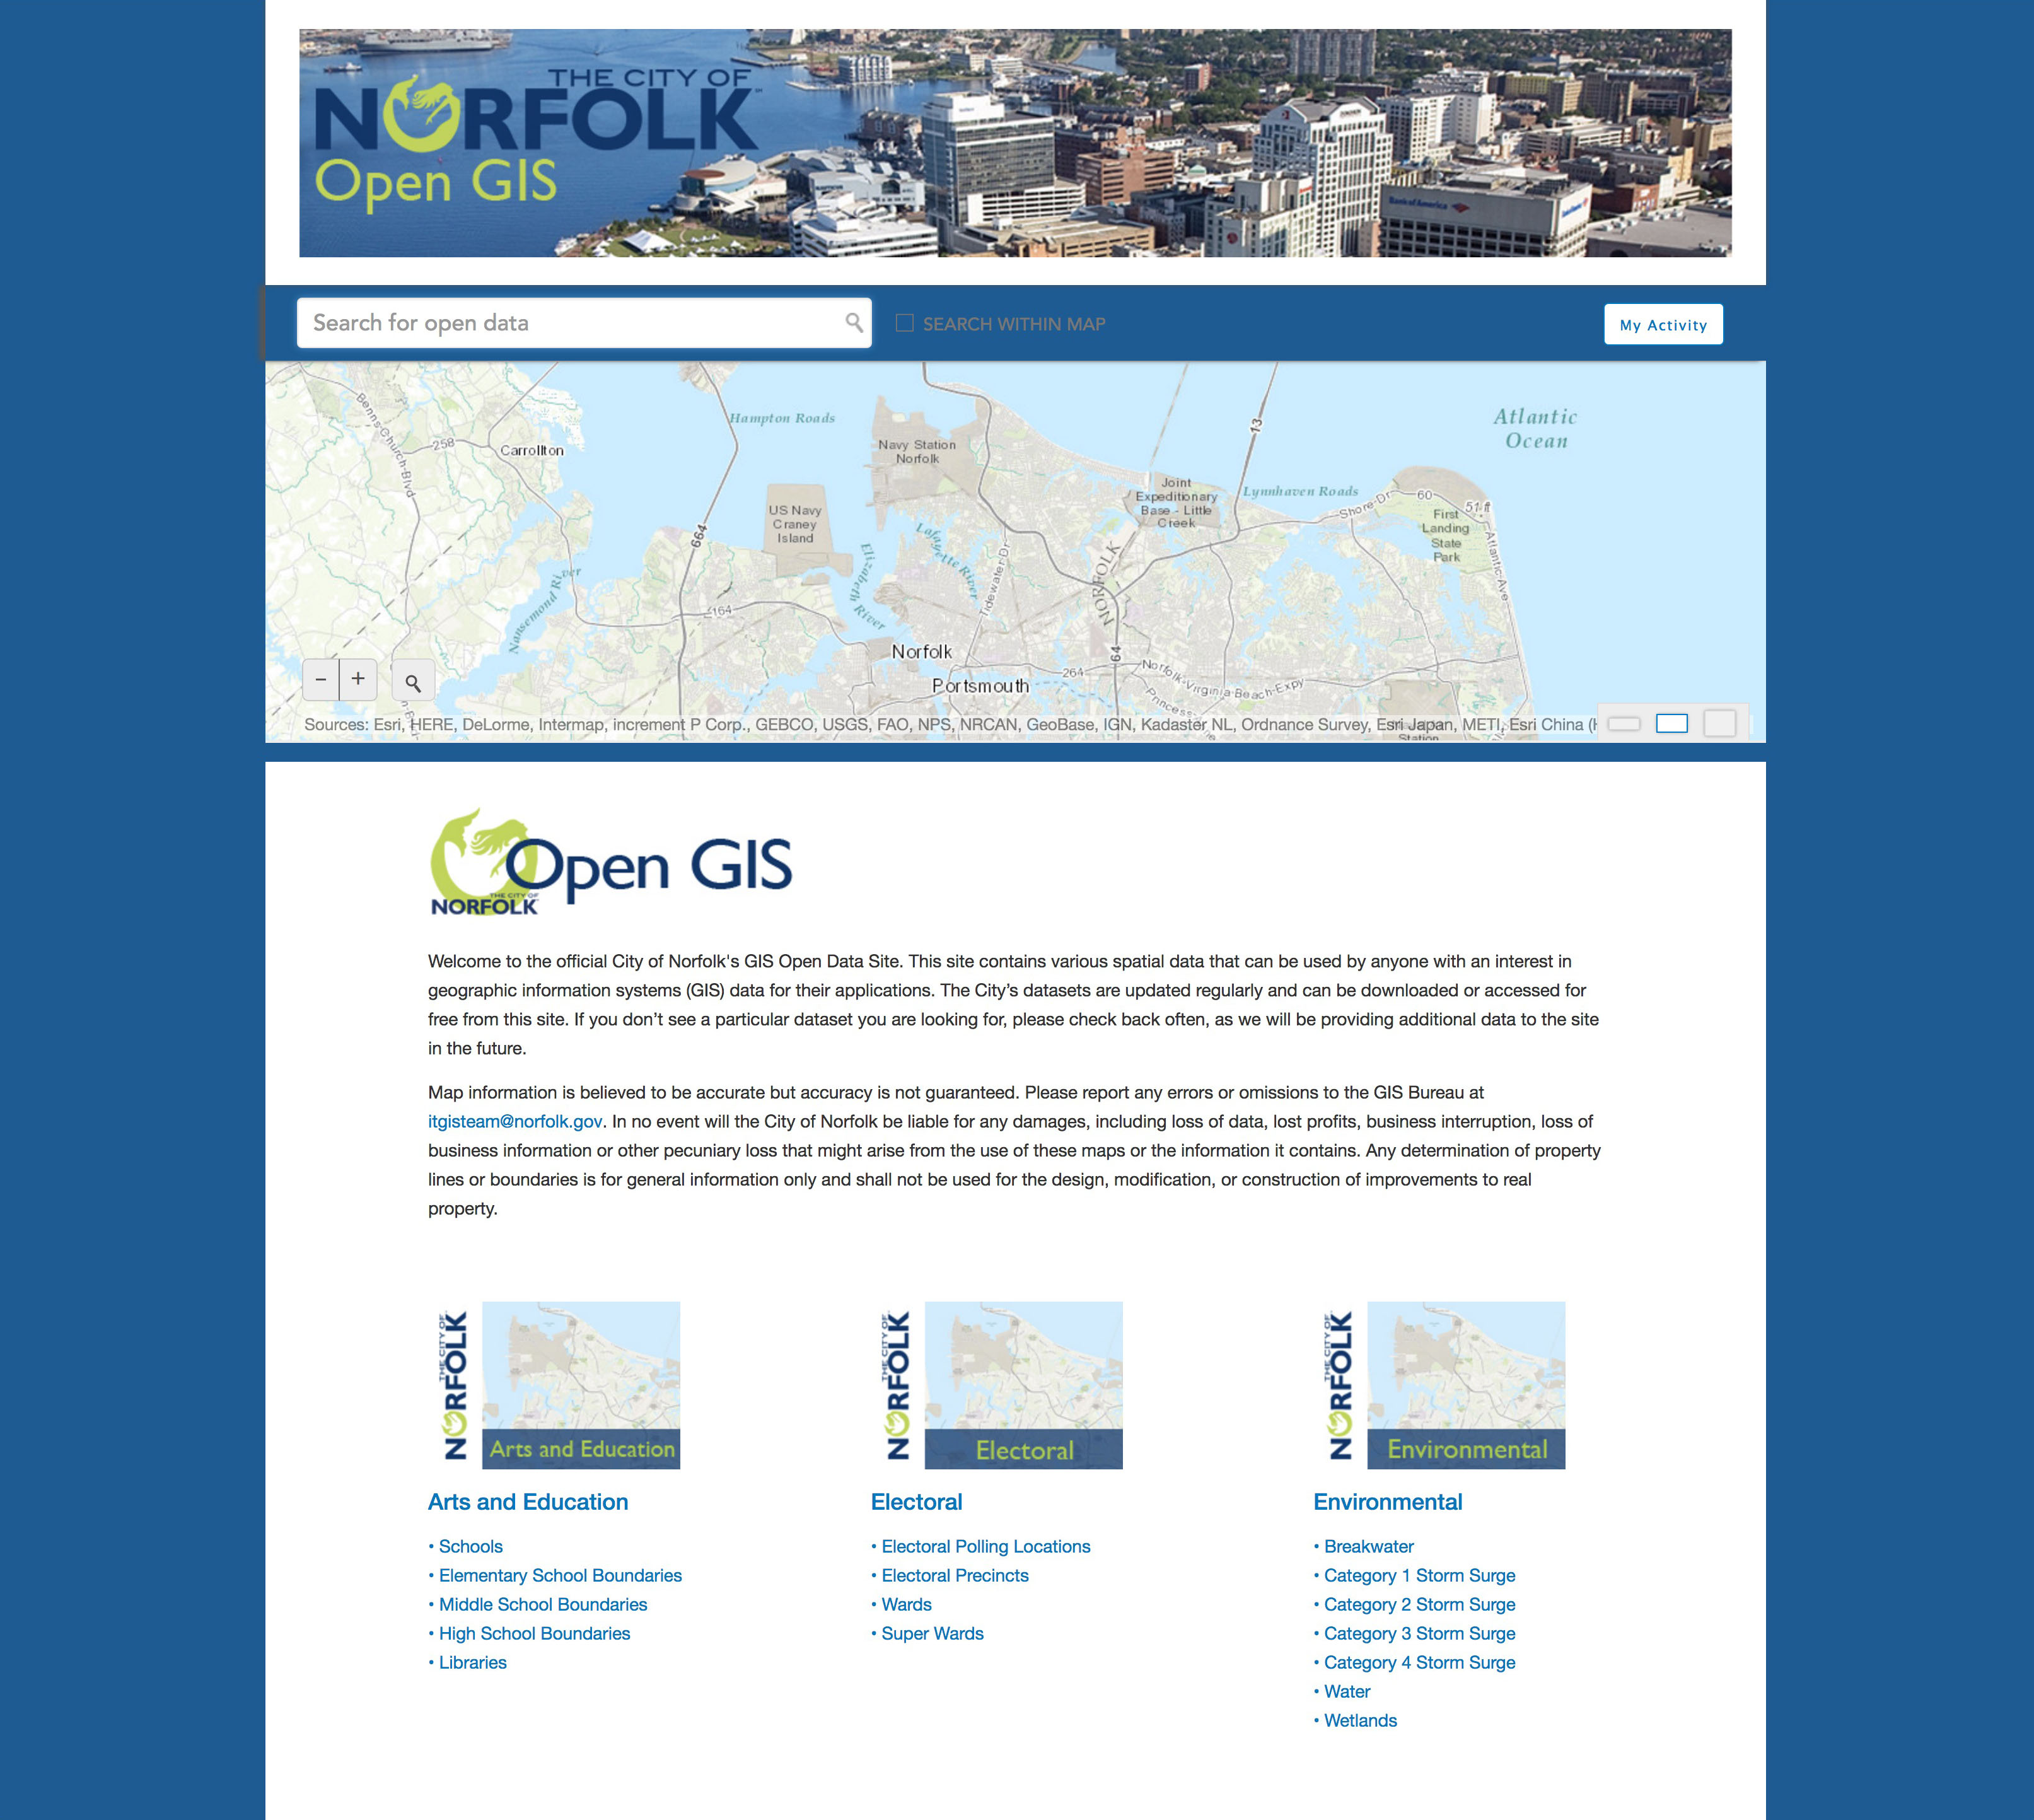 THE CITY OF
NORFOLK
Open GIS
Bank of America
Search for open data
SEARCH WITHIN MAP
My Activity
Hampton Roads
Atlantic
Ocean
Benns-Church-Blvd
258
Carrollton
Navy Station
Norfolk
13
664
US Navy
Craney
Island
Joint
Expeditionary
Base - Little
Creek
Lynnhaven Roads
Shore-Dr
60
51 ft
First
Landing
State
Park
Atlantic-Ave
Lafayette River
Elizabeth River
Tidewater-Dr
NORFOLK
Nansemond River
164
Norfolk
64
264
Norfolk-Virginia-Beach-Expy
Portsmouth
Princess
Station
−
+
Sources: Esri, HERE, DeLorme, Intermap, increment P Corp., GEBCO, USGS, FAO, NPS, NRCAN, GeoBase, IGN, Kadaster NL, Ordnance Survey, Esri Japan, METI, Esri China (
Open GIS
THE CITY OF
NORFOLK
Welcome to the official City of Norfolk's GIS Open Data Site. This site contains various spatial data that can be used by anyone with an interest in
geographic information systems (GIS) data for their applications. The City’s datasets are updated regularly and can be downloaded or accessed for
free from this site. If you don’t see a particular dataset you are looking for, please check back often, as we will be providing additional data to the site
in the future.
Map information is believed to be accurate but accuracy is not guaranteed. Please report any errors or omissions to the GIS Bureau at
itgisteam@norfolk.gov. In no event will the City of Norfolk be liable for any damages, including loss of data, lost profits, business interruption, loss of
business information or other pecuniary loss that might arise from the use of these maps or the information it contains. Any determination of property
lines or boundaries is for general information only and shall not be used for the design, modification, or construction of improvements to real
property.
THE CITY OF
NORFOLK
Arts and Education
Arts and Education
• Schools
• Elementary School Boundaries
• Middle School Boundaries
• High School Boundaries
• Libraries
THE CITY OF
NORFOLK
Electoral
Electoral
• Electoral Polling Locations
• Electoral Precincts
• Wards
• Super Wards
THE CITY OF
NORFOLK
Environmental
Environmental
• Breakwater
• Category 1 Storm Surge
• Category 2 Storm Surge
• Category 3 Storm Surge
• Category 4 Storm Surge
• Water
• Wetlands